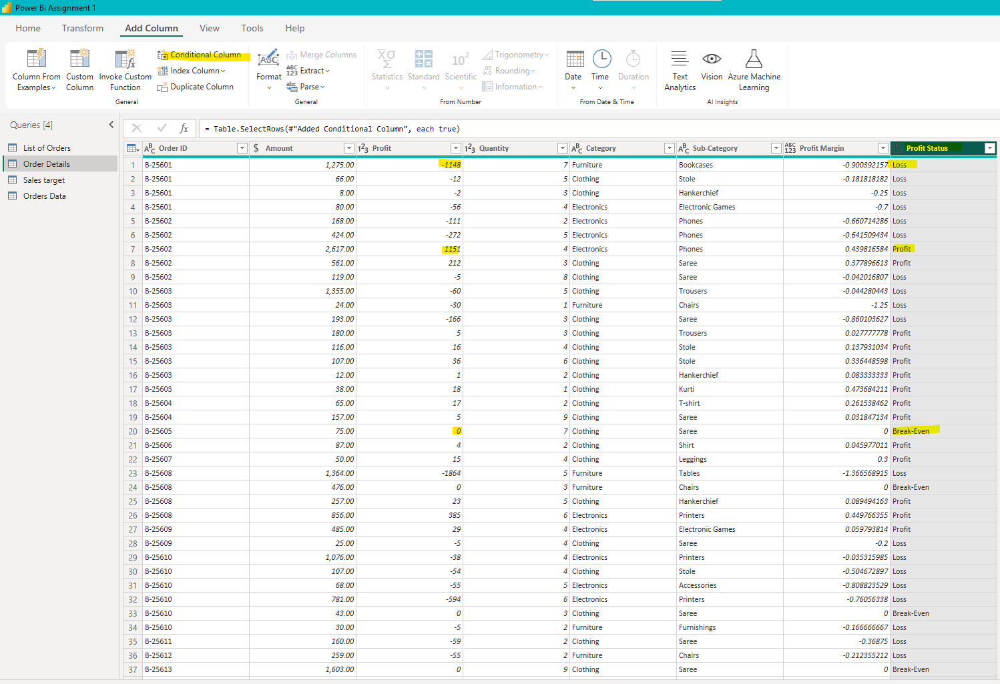 Power Bi Assignment 1
Home Transform Add Column View Tools Help
Column From Examples
Custom Column
Invoke Custom Function
Conditional Column
Index Column
Duplicate Column
General
Format
Merge Columns
ABC 123 Extract
abc Parse
General
Statistics
Standard
10² Scientific
Trigonometry
.00 Rounding
Information
From Number
Date
Time
Duration
From Date & Time
Text Analytics
Vision
Azure Machine Learning
AI Insights
Queries [4]
List of Orders
Order Details
Sales target
Orders Data
fx = Table.SelectRows(#"Added Conditional Column", each true)
ABC Order ID $ Amount 123 Profit 123 Quantity ABC Category ABC Sub-Category ABC 123 Profit Margin Profit Status
1 B-25601 1,275.00 -1148 7 Furniture Bookcases -0.900392157 Loss
2 B-25601 66.00 -12 5 Clothing Stole -0.181818182 Loss
3 B-25601 8.00 -2 3 Clothing Hankerchief -0.25 Loss
4 B-25601 80.00 -56 4 Electronics Electronic Games -0.7 Loss
5 B-25602 168.00 -111 2 Electronics Phones -0.660714286 Loss
6 B-25602 424.00 -272 5 Electronics Phones -0.641509434 Loss
7 B-25602 2,617.00 1151 4 Electronics Phones 0.439816584 Profit
8 B-25602 561.00 212 3 Clothing Saree 0.377896613 Profit
9 B-25602 119.00 -5 8 Clothing Saree -0.042016807 Loss
10 B-25603 1,355.00 -60 5 Clothing Trousers -0.044280443 Loss
11 B-25603 24.00 -30 1 Furniture Chairs -1.25 Loss
12 B-25603 193.00 -166 3 Clothing Saree -0.860103627 Loss
13 B-25603 180.00 5 3 Clothing Trousers 0.027777778 Profit
14 B-25603 116.00 16 4 Clothing Stole 0.137931034 Profit
15 B-25603 107.00 36 6 Clothing Stole 0.336448598 Profit
16 B-25603 12.00 1 2 Clothing Hankerchief 0.083333333 Profit
17 B-25603 38.00 18 1 Clothing Kurti 0.473684211 Profit
18 B-25604 65.00 17 2 Clothing T-shirt 0.261538462 Profit
19 B-25604 157.00 5 9 Clothing Saree 0.031847134 Profit
20 B-25605 75.00 0 7 Clothing Saree 0 Break-Even
21 B-25606 87.00 4 2 Clothing Shirt 0.045977011 Profit
22 B-25607 50.00 15 4 Clothing Leggings 0.3 Profit
23 B-25608 1,364.00 -1864 5 Furniture Tables -1.366568915 Loss
24 B-25608 476.00 0 3 Furniture Chairs 0 Break-Even
25 B-25608 257.00 23 5 Clothing Hankerchief 0.089494163 Profit
26 B-25608 856.00 385 6 Electronics Printers 0.449766355 Profit
27 B-25609 485.00 29 4 Electronics Electronic Games 0.059793814 Profit
28 B-25609 25.00 -5 4 Clothing Saree -0.2 Loss
29 B-25610 1,076.00 -38 4 Electronics Printers -0.035315985 Loss
30 B-25610 107.00 -54 4 Clothing Stole -0.504672897 Loss
31 B-25610 68.00 -55 5 Electronics Accessories -0.808823529 Loss
32 B-25610 781.00 -594 6 Electronics Printers -0.76056338 Loss
33 B-25610 43.00 0 3 Clothing Saree 0 Break-Even
34 B-25610 30.00 -5 2 Furniture Furnishings -0.166666667 Loss
35 B-25611 160.00 -59 2 Clothing Saree -0.36875 Loss
36 B-25612 259.00 -55 2 Furniture Chairs -0.212355212 Loss
37 B-25613 1,603.00 0 9 Clothing Saree 0 Break-Even